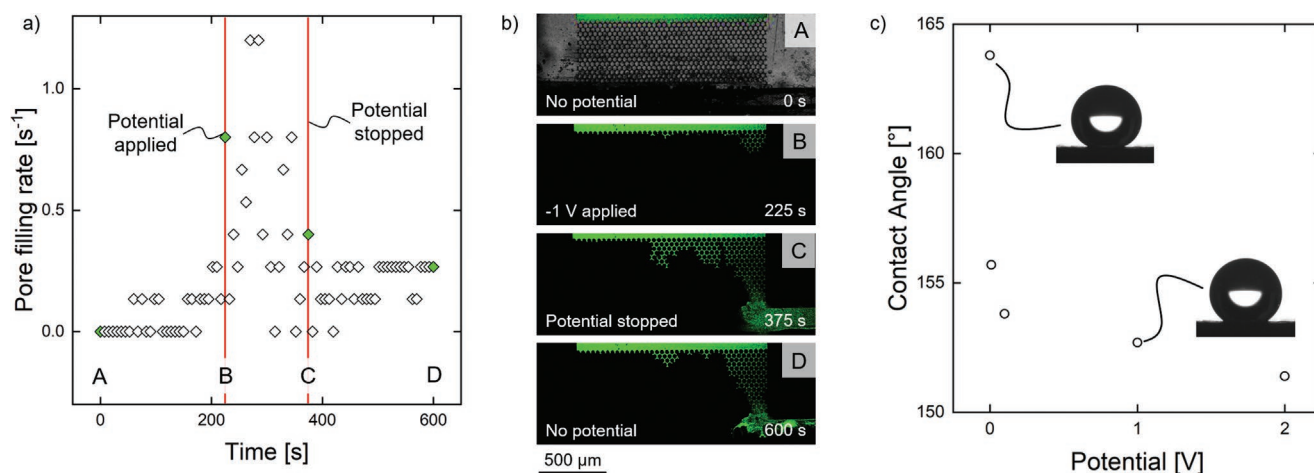 a)
Pore filling rate [s⁻¹]
1.0
0.5
0.0
Potential
applied
Potential
stopped
A
B
C
D
0
200
400
600
Time [s]
b)
A
No potential
0 s
B
-1 V applied
225 s
C
Potential stopped
375 s
D
No potential
600 s
500 µm
c)
Contact Angle [°]
165
160
155
150
0
1
2
Potential [V]